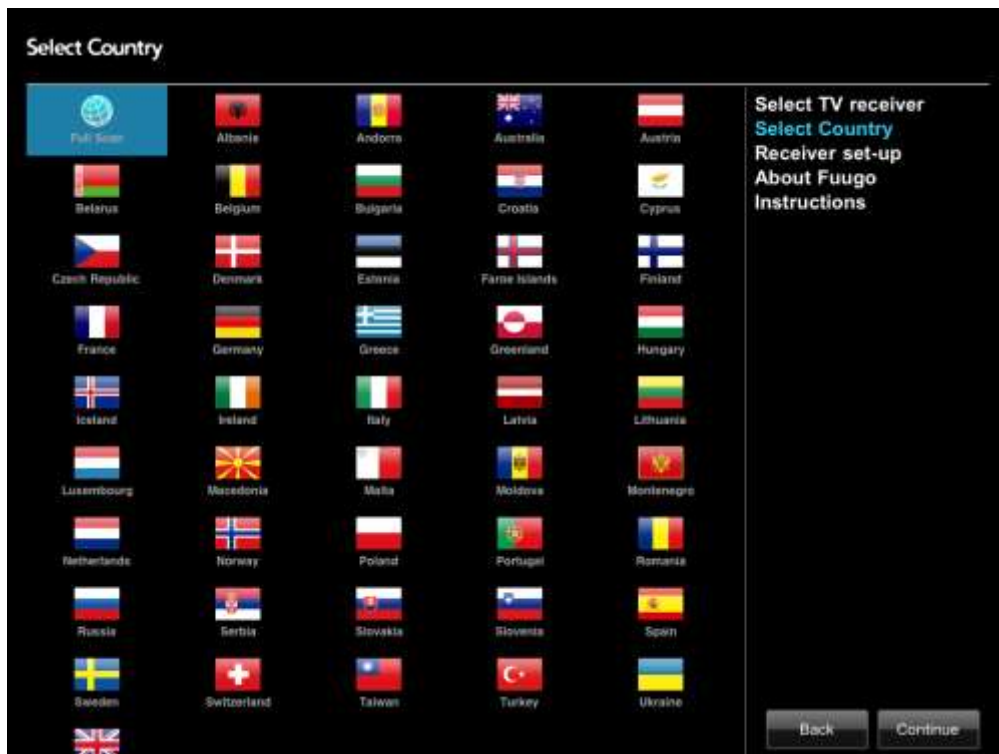 Select Country
Full Scan Albania Andorra Australia Austria
Belarus Belgium Bulgaria Croatia Cyprus
Czech Republic Denmark Estonia Faroe Islands Finland
France Germany Greece Greenland Hungary
Iceland Ireland Italy Latvia Lithuania
Luxembourg Macedonia Malta Moldova Montenegro
Netherlands Norway Poland Portugal Romania
Russia Serbia Slovakia Slovenia Spain
Sweden Switzerland Taiwan Turkey Ukraine
Select TV receiver
Select Country
Receiver set-up
About Fuugo
Instructions
Back Continue